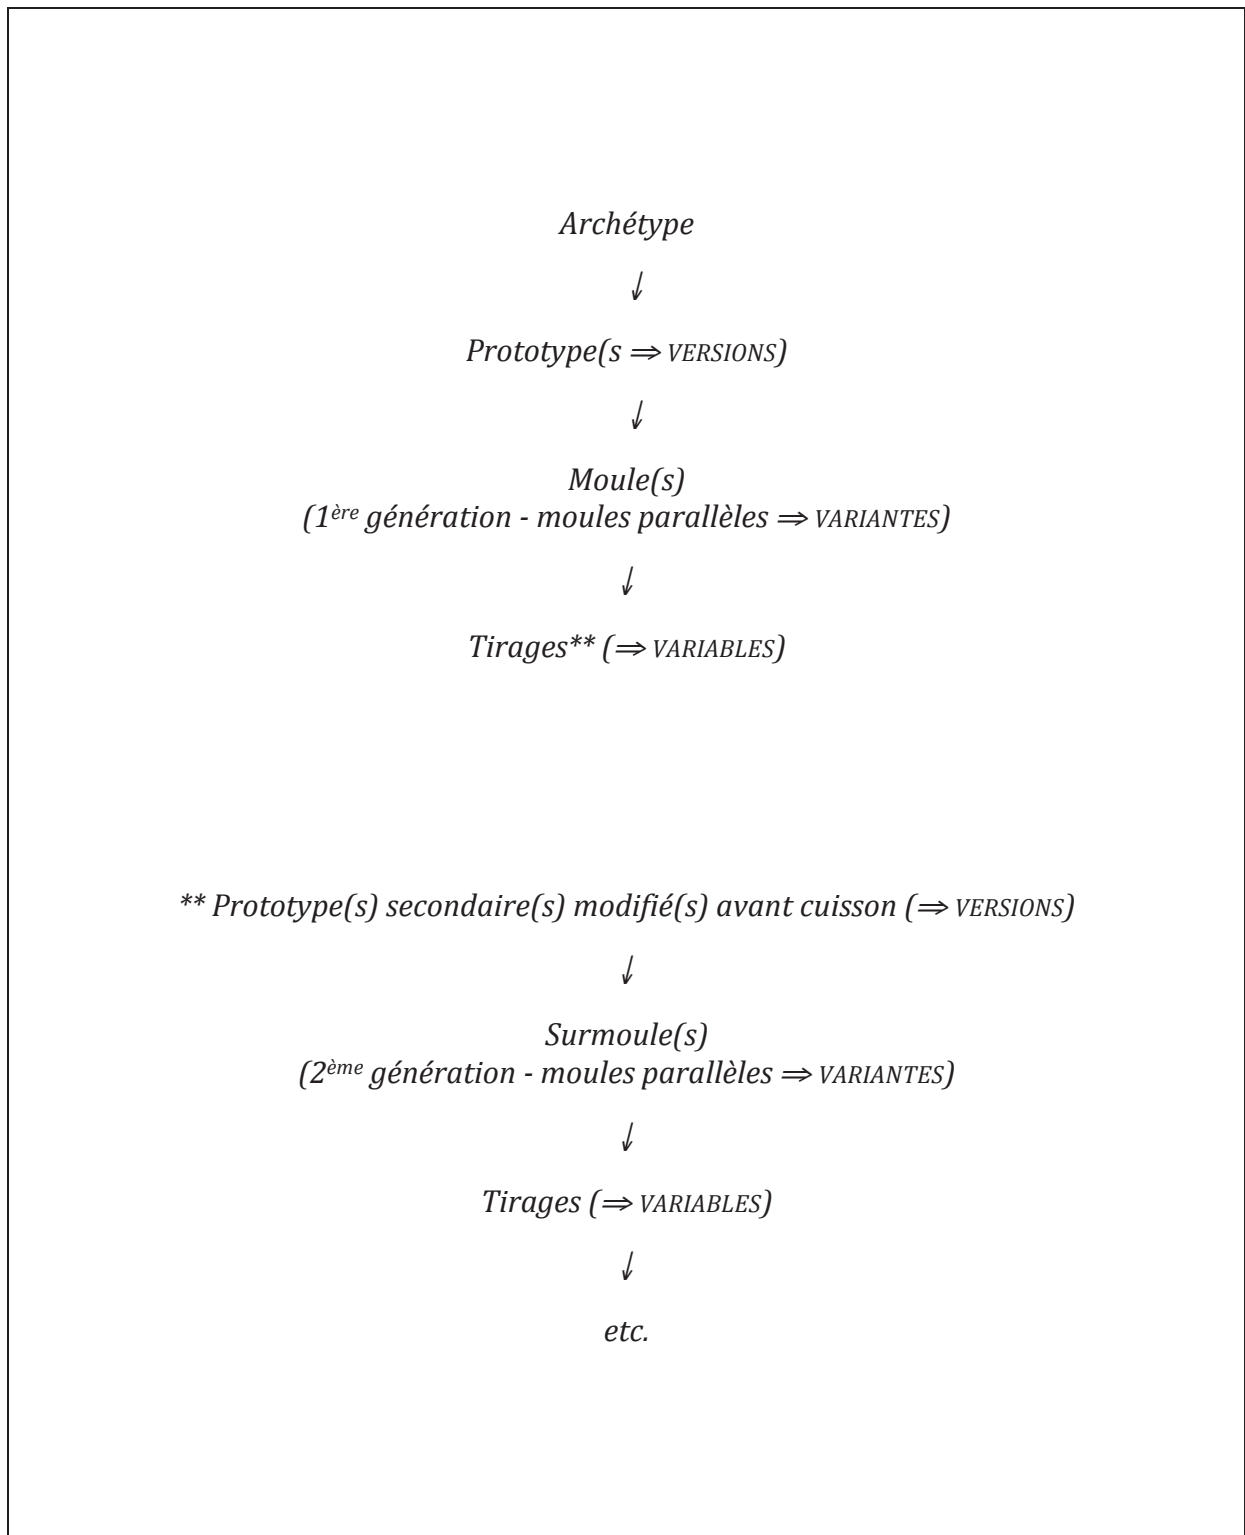 Archétype
↓
Prototype(s ⇒ VERSIONS)
↓
Moule(s)
(1ère génération - moules parallèles ⇒ VARIANTES)
↓
Tirages** (⇒ VARIABLES)
** Prototype(s) secondaire(s) modifié(s) avant cuisson (⇒ VERSIONS)
↓
Surmoule(s)
(2ème génération - moules parallèles ⇒ VARIANTES)
↓
Tirages (⇒ VARIABLES)
↓
etc.